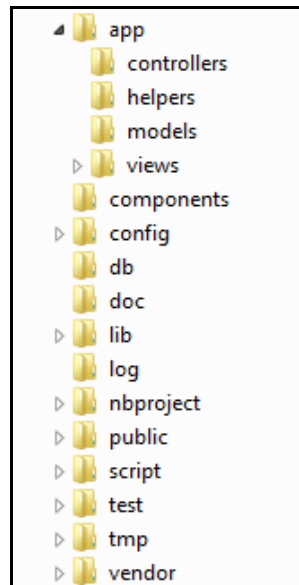 app
controllers
helpers
models
views
components
config
db
doc
lib
log
nbproject
public
script
test
tmp
vendor